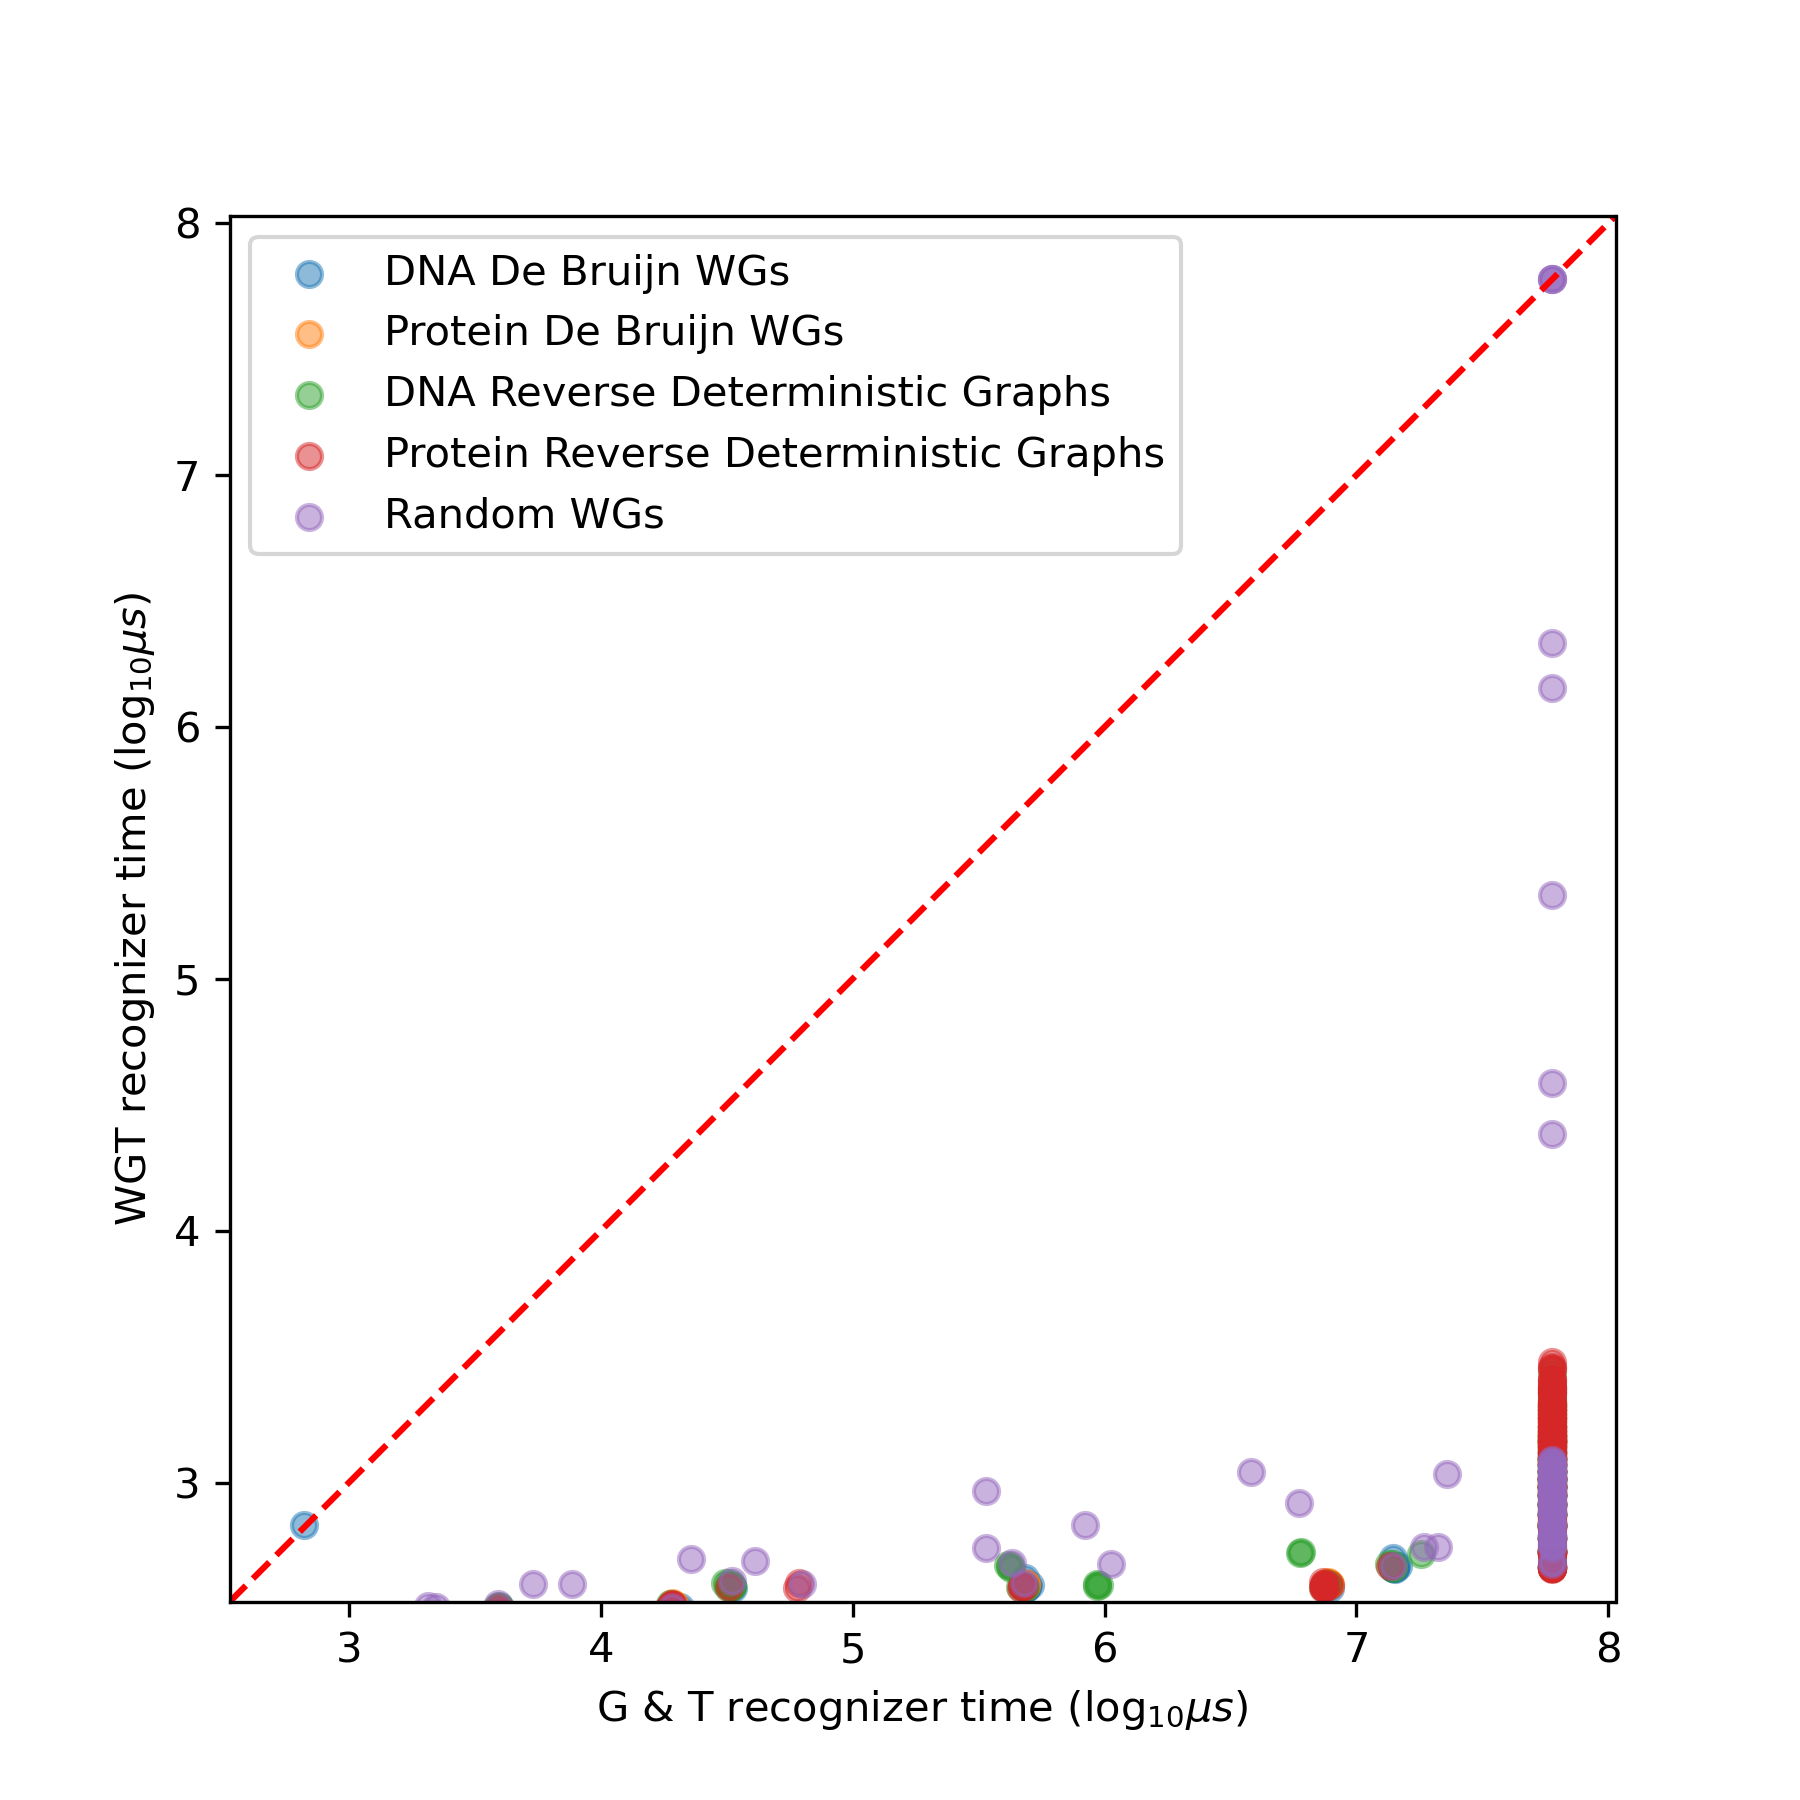 8
7
6
5
4
3
WGT recognizer time (log₁₀μs)
DNA De Bruijn WGs
Protein De Bruijn WGs
DNA Reverse Deterministic Graphs
Protein Reverse Deterministic Graphs
Random WGs
3 4 5 6 7 8
G & T recognizer time (log₁₀μs)